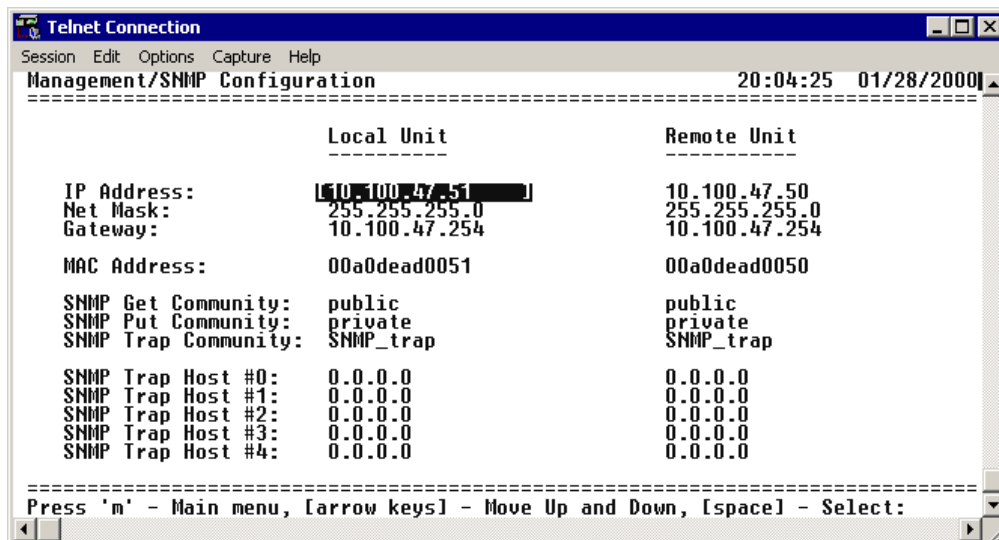 Telnet Connection
Session Edit Options Capture Help
Management/SNMP Configuration 20:04:25 01/28/2000
================================================================================
Local Unit Remote Unit
---------- -----------
IP Address: [10.100.47.51 ] 10.100.47.50
Net Mask: 255.255.255.0 255.255.255.0
Gateway: 10.100.47.254 10.100.47.254
MAC Address: 00a0dead0051 00a0dead0050
SNMP Get Community: public public
SNMP Put Community: private private
SNMP Trap Community: SNMP_trap SNMP_trap
SNMP Trap Host #0: 0.0.0.0 0.0.0.0
SNMP Trap Host #1: 0.0.0.0 0.0.0.0
SNMP Trap Host #2: 0.0.0.0 0.0.0.0
SNMP Trap Host #3: 0.0.0.0 0.0.0.0
SNMP Trap Host #4: 0.0.0.0 0.0.0.0
================================================================================
Press 'm' - Main menu, [arrow keys] - Move Up and Down, [space] - Select: